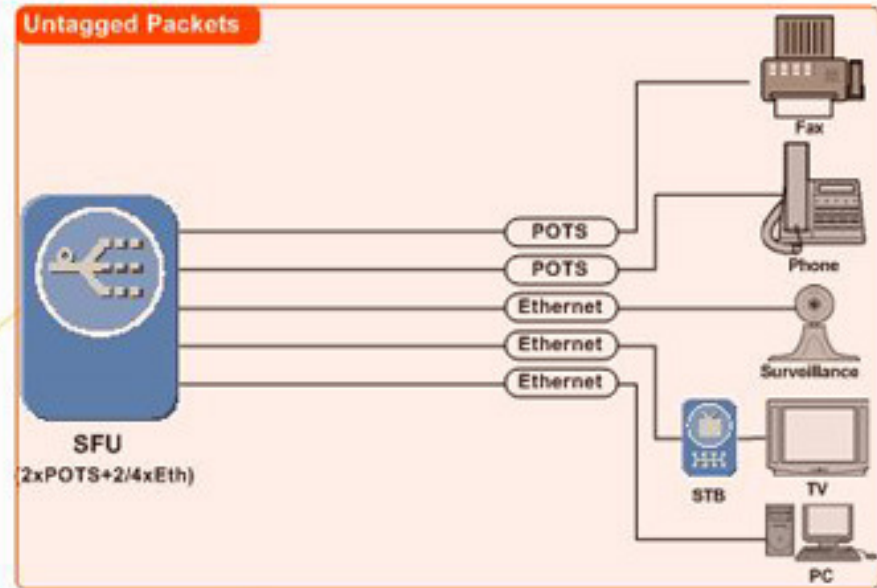 Untagged Packets
Fax
POTS
POTS
Phone
Ethernet
Surveillance
Ethernet
Ethernet
SFU
(2xPOTS+2/4xEth)
STB
TV
PC